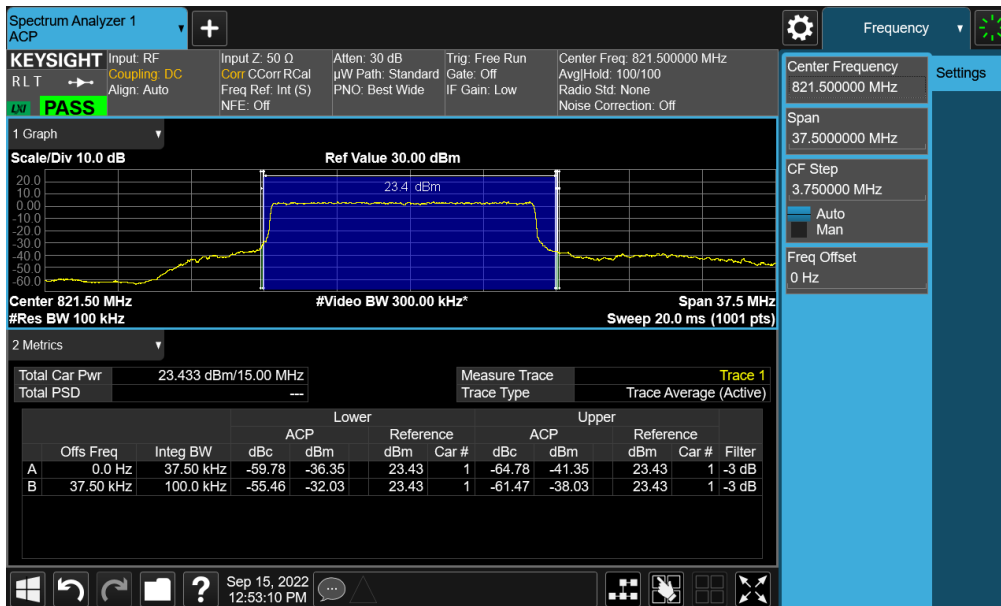 Spectrum Analyzer 1
ACP
+
Frequency
KEYSIGHT
RLT
LXI
PASS
Input: RF
Coupling: DC
Align: Auto
Input Z: 50 Ω
Corr CCorr RCal
Freq Ref: Int (S)
NFE: Off
Atten: 30 dB
µW Path: Standard
PNO: Best Wide
Trig: Free Run
Gate: Off
IF Gain: Low
Center Freq: 821.500000 MHz
Avg|Hold: 100/100
Radio Std: None
Noise Correction: Off
Center Frequency
821.500000 MHz
Settings
Span
37.5000000 MHz
CF Step
3.750000 MHz
Auto
Man
Freq Offset
0 Hz
1 Graph
Scale/Div 10.0 dB
Ref Value 30.00 dBm
23.4 dBm
20.0
10.0
0.00
-10.0
-20.0
-30.0
-40.0
-50.0
-60.0
Center 821.50 MHz
#Video BW 300.00 kHz*
Span 37.5 MHz
#Res BW 100 kHz
Sweep 20.0 ms (1001 pts)
2 Metrics
Total Car Pwr 23.433 dBm/15.00 MHz
Total PSD ---
Measure Trace Trace 1
Trace Type Trace Average (Active)
Lower Upper
ACP Reference ACP Reference
Offs Freq Integ BW dBc dBm dBm Car # dBc dBm dBm Car # Filter
A 0.0 Hz 37.50 kHz -59.78 -36.35 23.43 1 -64.78 -41.35 23.43 1 -3 dB
B 37.50 kHz 100.0 kHz -55.46 -32.03 23.43 1 -61.47 -38.03 23.43 1 -3 dB
?
Sep 15, 2022
12:53:10 PM